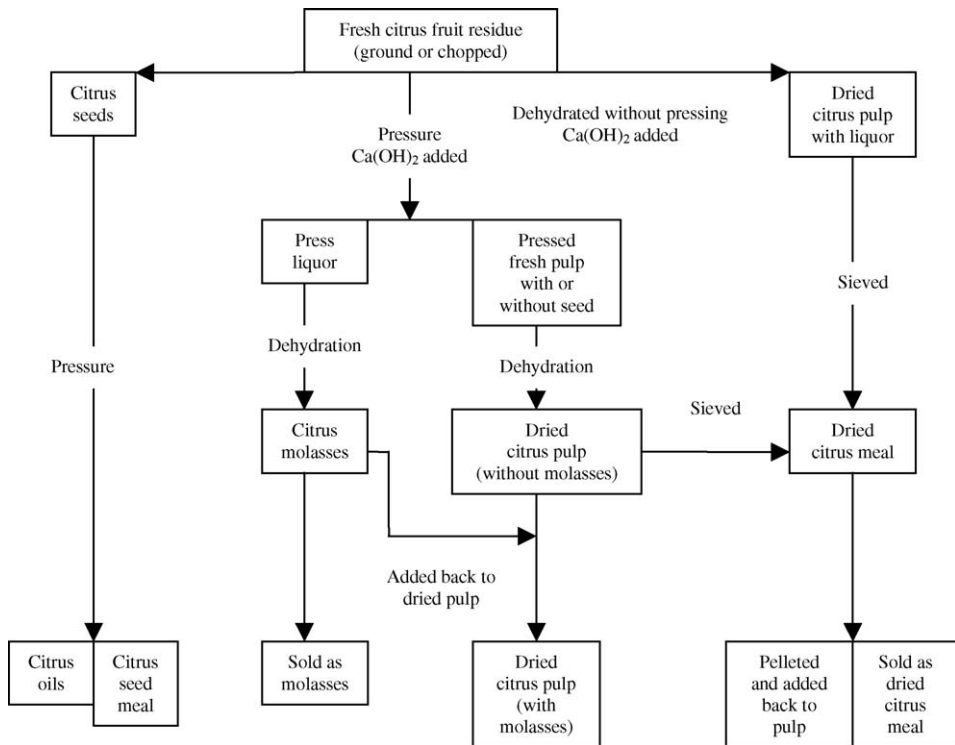 Fresh citrus fruit residue
(ground or chopped)
Citrus
seeds
Pressure
Ca(OH)₂ added
Dehydrated without pressing
Ca(OH)₂ added
Dried
citrus pulp
with liquor
Press
liquor
Pressed
fresh pulp
with or
without seed
Sieved
Pressure
Dehydration
Dehydration
Sieved
Citrus
molasses
Dried
citrus pulp
(without molasses)
Dried
citrus meal
Added back to
dried pulp
Citrus
oils
Citrus
seed
meal
Sold as
molasses
Dried
citrus pulp
(with
molasses)
Pelleted
and added
back to
pulp
Sold as
dried
citrus
meal